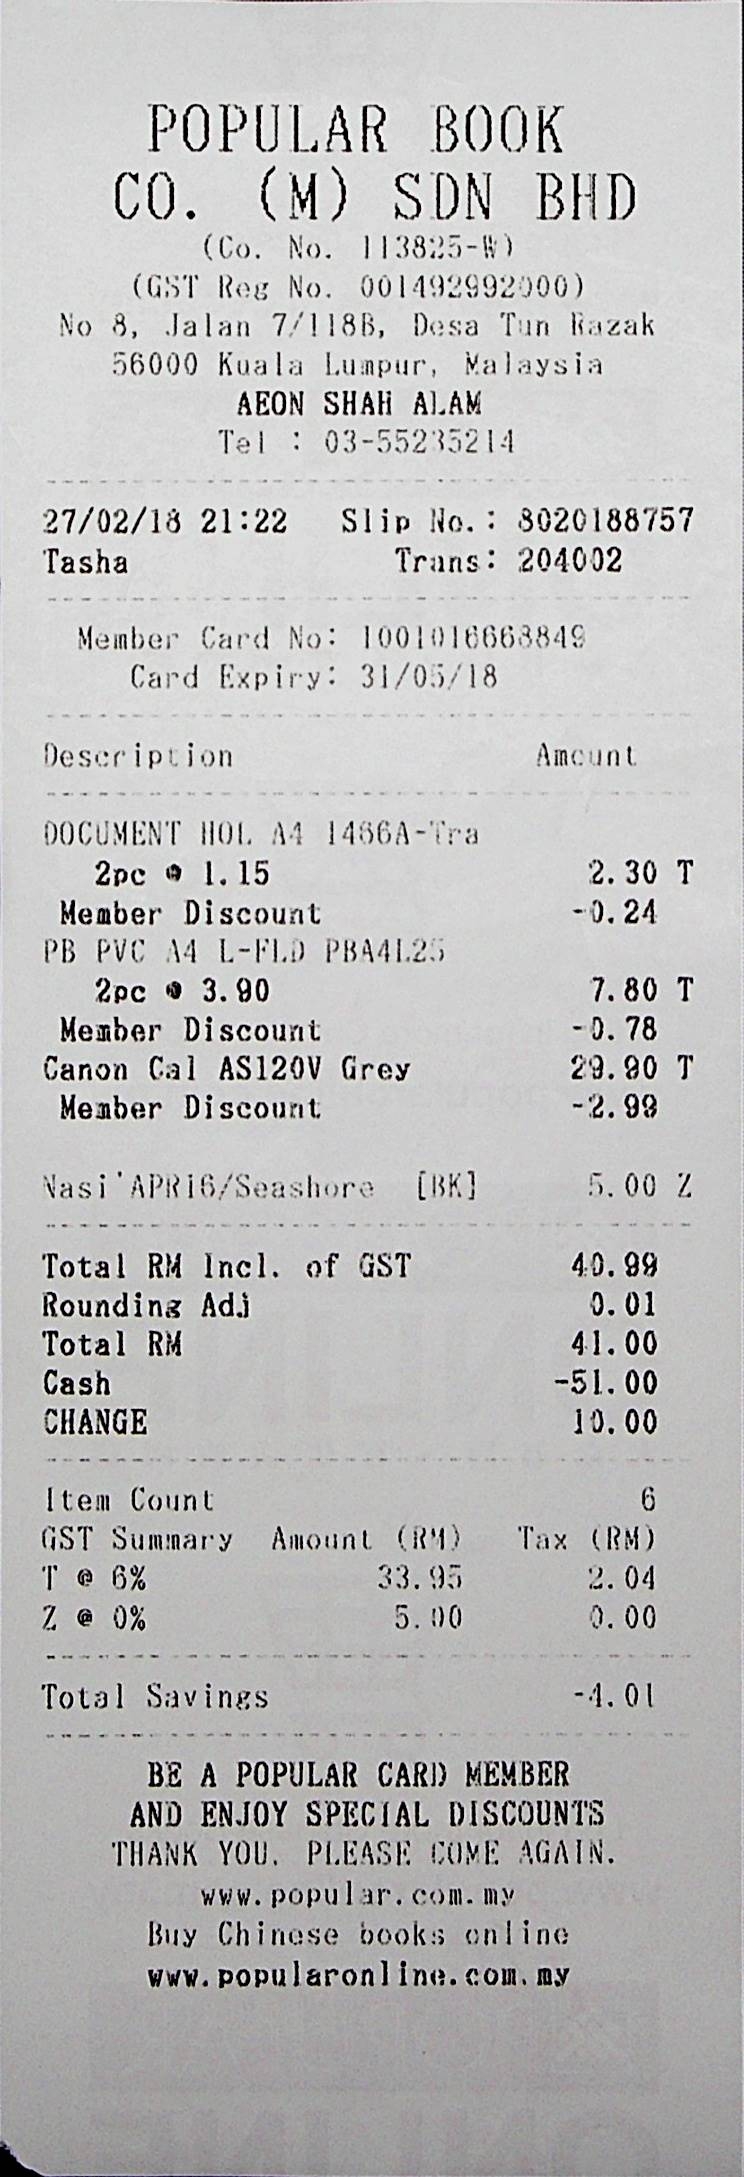 POPULAR BOOK
CO. (M) SDN BHD
(Co. No. 113825-W)
(GST Reg No. 001492992000)
No 8, Jalan 7/118B, Desa Tun Razak
56000 Kuala Lumpur, Malaysia
AEON SHAH ALAM
Tel : 03-55235214
27/02/18 21:22 Slip No.: 8020188757
Tasha Trans: 204002
Member Card No: 1001016668849
Card Expiry: 31/05/18
Description Amount
DOCUMENT HOL A4 1466A-Tra
2pc @ 1.15 2.30 T
Member Discount -0.24
PB PVC A4 L-FLD PBA4L25
2pc @ 3.90 7.80 T
Member Discount -0.78
Canon Cal AS120V Grey 29.90 T
Member Discount -2.99
Nasi'APR16/Seashore [BK] 5.00 Z
Total RM Incl. of GST 40.99
Rounding Adj 0.01
Total RM 41.00
Cash -51.00
CHANGE 10.00
Item Count 6
GST Summary Amount (RM) Tax (RM)
T @ 6% 33.95 2.04
Z @ 0% 5.00 0.00
Total Savings -4.01
BE A POPULAR CARD MEMBER
AND ENJOY SPECIAL DISCOUNTS
THANK YOU. PLEASE COME AGAIN.
www.popular.com.my
Buy Chinese books online
www.popularonline.com.my